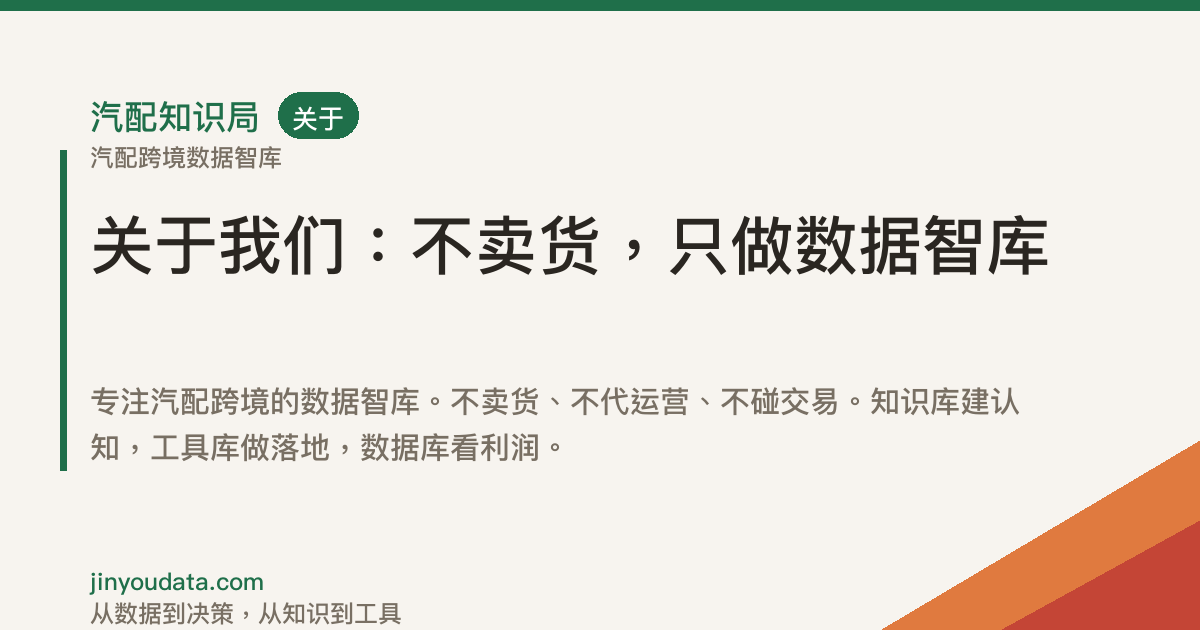 汽配知识局 关于
汽配跨境数据智库
关于我们：不卖货，只做数据智库
专注汽配跨境的数据智库。不卖货、不代运营、不碰交易。知识库建认
知，工具库做落地，数据库看利润。
jinyoudata.com
从数据到决策，从知识到工具